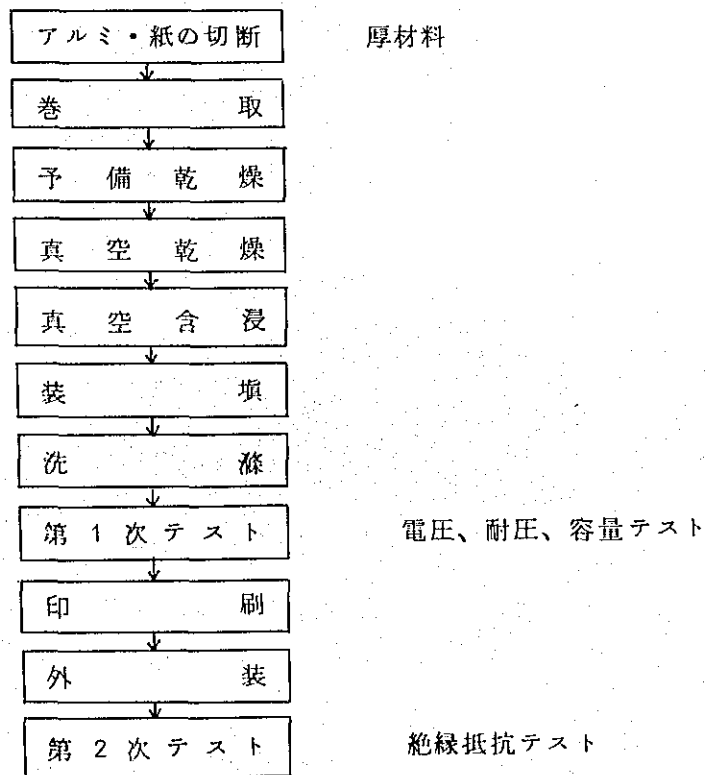 アルミ・紙の切断 厚材料
巻取
予備乾燥
真空乾燥
真空含浸
装填
洗滌
第1次テスト 電圧、耐圧、容量テスト
印刷
外装
第2次テスト 絶縁抵抗テスト